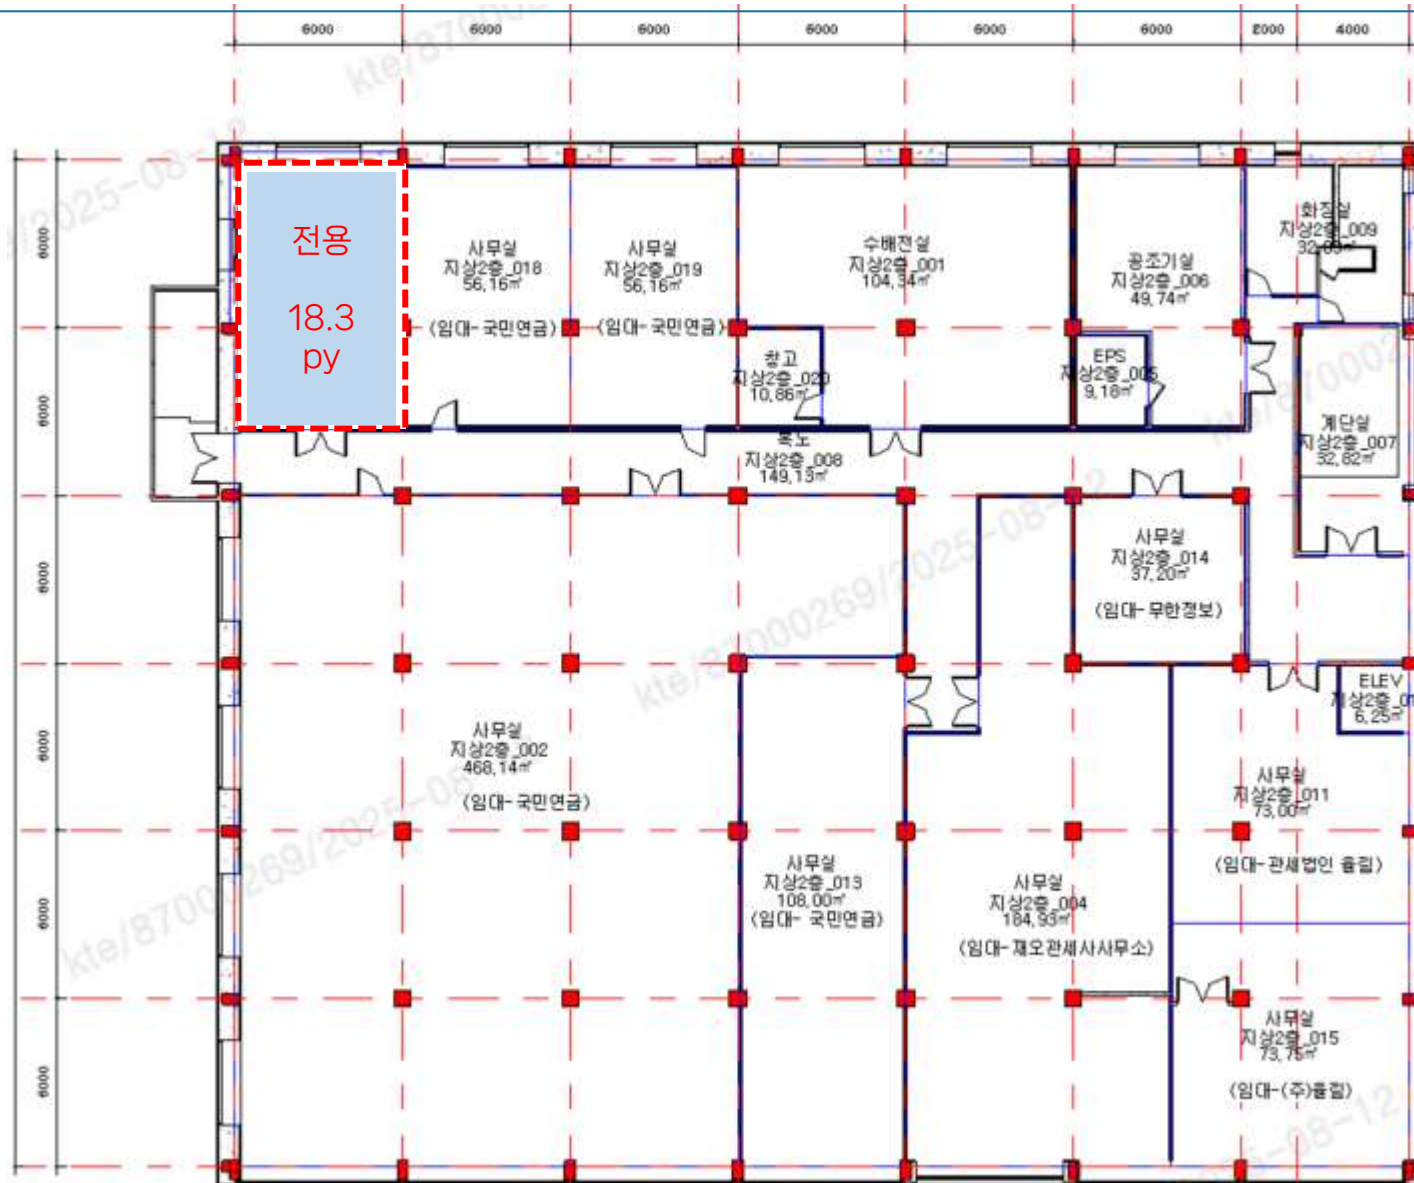 6000 6000 6000 6000 6000 6000 2000 4000
6000
6000
6000
6000
6000
6000
전용
18.3
py
사무실
지상2층_018
56,16㎡
(임대-국민연금)
사무실
지상2층_019
56,16㎡
(임대-국민연금)
수배전실
지상2층_001
104,34㎡
창고
지상2층_020
10,86㎡
공조기실
지상2층_006
49,74㎡
EPS
지상2층_005
9,18㎡
화장실
지상2층_009
계단실
지상2층_007
32,82㎡
복도
지상2층_008
149,13㎡
사무실
지상2층_014
37,20㎡
(임대-무한정보)
ELEV
6,25㎡
사무실
지상2층_002
468,14㎡
(임대-국민연금)
사무실
지상2층_011
73,00㎡
(임대-관세법인 율림)
사무실
지상2층_013
108,00㎡
(임대- 국민연금)
사무실
지상2층_004
184,93㎡
(임대-재오관세사사무소)
사무실
지상2층_015
73,75㎡
(임대-(주)율림)
kte/87000269/2025-08-12